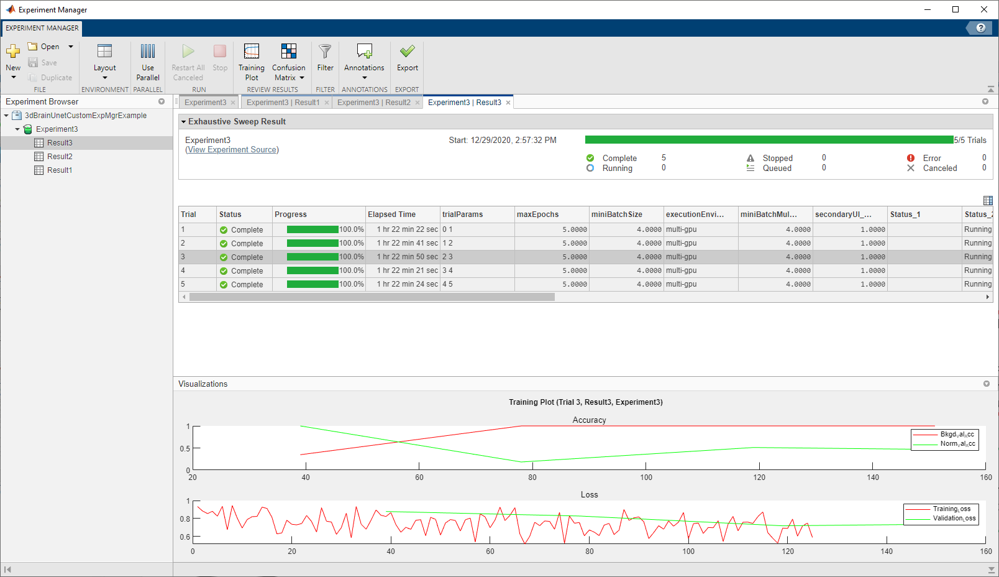 Experiment Manager
EXPERIMENT MANAGER
?
New
Open
Save
Duplicate
FILE
Layout
ENVIRONMENT
Use
Parallel
PARALLEL
Restart All
Canceled
Stop
RUN
Training
Plot
Confusion
Matrix
REVIEW RESULTS
Filter
FILTER
Annotations
ANNOTATIONS
Export
EXPORT
Experiment Browser
3dBrainUnetCustomExpMgrExample
Experiment3
Result3
Result2
Result1
Experiment3
Experiment3 | Result1
Experiment3 | Result2
Experiment3 | Result3
Exhaustive Sweep Result
Experiment3
(View Experiment Source)
Start: 12/29/2020, 2:57:32 PM
5/5 Trials
Complete 5 Stopped 0 Error 0
Running 0 Queued 0 Canceled 0
Trial Status Progress Elapsed Time trialParams maxEpochs miniBatchSize executionEnvi... miniBatchMul... secondaryUI_... Status_1 Status_2
1 Complete 100.0% 1 hr 22 min 22 sec 0 1 5.0000 4.0000 multi-gpu 4.0000 1.0000 Running
2 Complete 100.0% 1 hr 22 min 41 sec 1 2 5.0000 4.0000 multi-gpu 4.0000 1.0000 Running
3 Complete 100.0% 1 hr 22 min 50 sec 2 3 5.0000 4.0000 multi-gpu 4.0000 1.0000 Running
4 Complete 100.0% 1 hr 22 min 21 sec 3 4 5.0000 4.0000 multi-gpu 4.0000 1.0000 Running
5 Complete 100.0% 1 hr 22 min 24 sec 4 5 5.0000 4.0000 multi-gpu 4.0000 1.0000 Running
Visualizations
Training Plot (Trial 3, Result3, Experiment3)
Accuracy
1
0.5
0
20 40 60 80 100 120 140 160
BkgdValAcc
NormValAcc
Loss
1
0.8
0.6
0 20 40 60 80 100 120 140 160
TrainingLoss
ValidationLoss